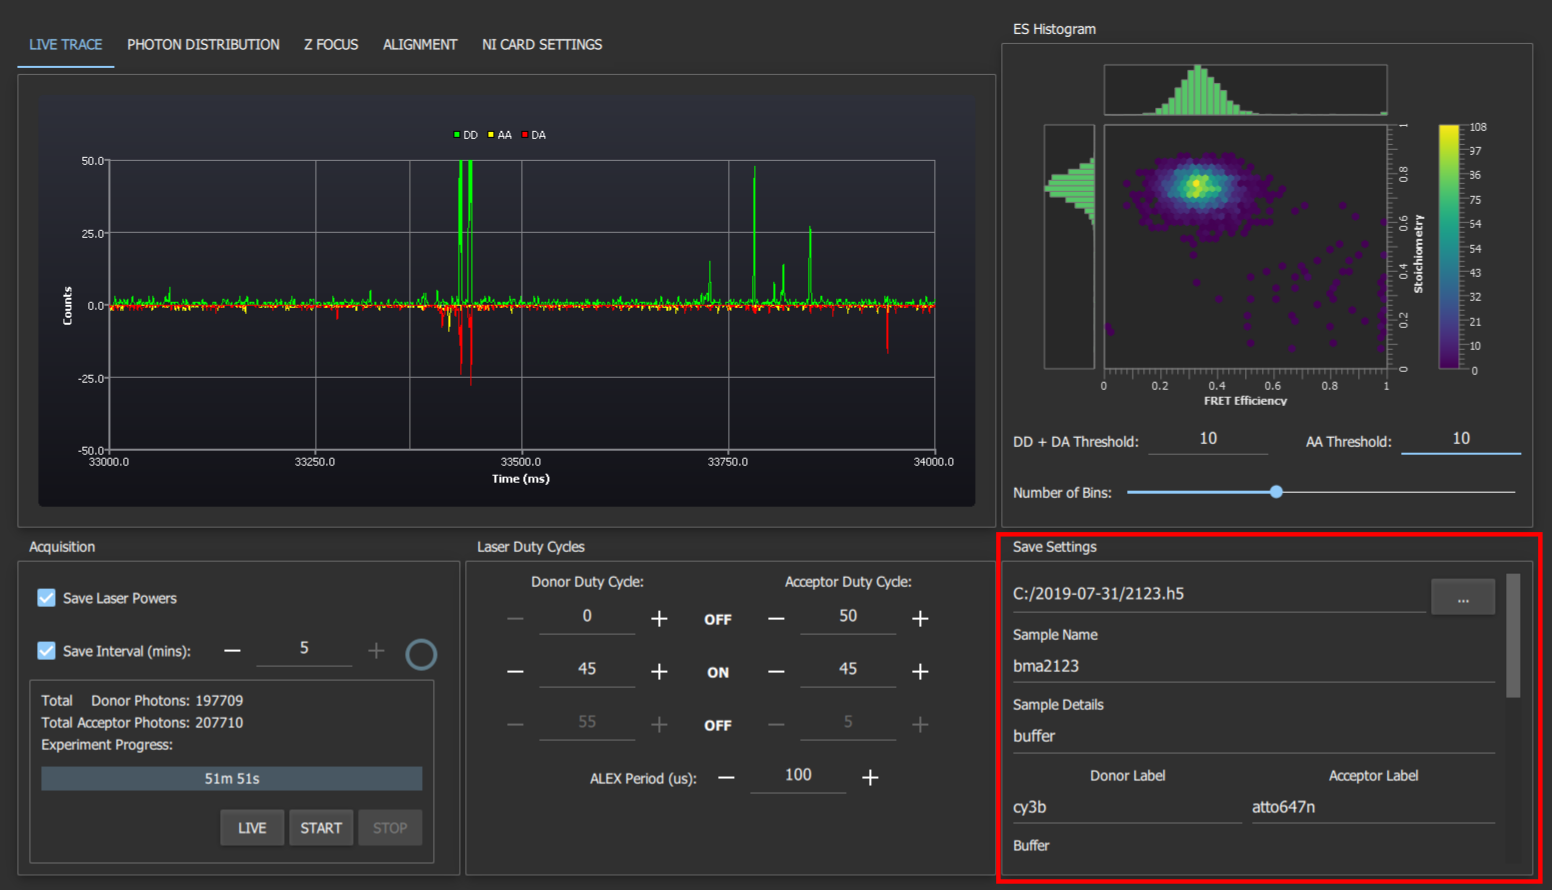 LIVE TRACE PHOTON DISTRIBUTION Z FOCUS ALIGNMENT NI CARD SETTINGS
DD AA DA
50.0
25.0
0.0
-25.0
-50.0
Counts
33000.0 33250.0 33500.0 33750.0 34000.0
Time (ms)
ES Histogram
1
0.8
0.6
0.4
0.2
0
Stoichiometry
108
97
36
75
54
54
43
32
21
10
0
0 0.2 0.4 0.6 0.8 1
FRET Efficiency
DD + DA Threshold: 10 AA Threshold: 10
Number of Bins:
Acquisition
Save Laser Powers
Save Interval (mins): — 5 +
Total Donor Photons: 197709
Total Acceptor Photons: 207710
Experiment Progress:
51m 51s
LIVE START STOP
Laser Duty Cycles
Donor Duty Cycle: Acceptor Duty Cycle:
— 0 + OFF — 50 +
— 45 + ON — 45 +
— 55 + OFF — 5 +
ALEX Period (us): — 100 +
Save Settings
C:/2019-07-31/2123.h5 ...
Sample Name
bma2123
Sample Details
buffer
Donor Label Acceptor Label
cy3b atto647n
Buffer